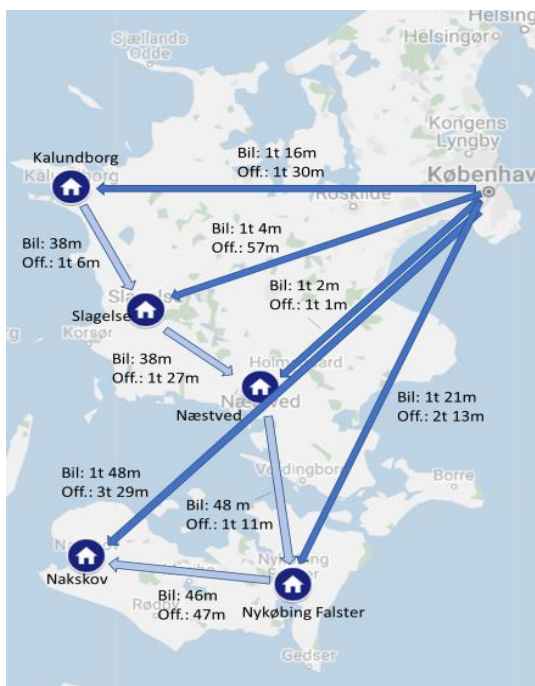 Helsing
Helsingør
Sjællands
Odde
Kongens
Lyngby
Kalundborg
Bil: 1t 16m
Off.: 1t 30m
København
Roskilde
Bil: 38m
Off.: 1t 6m
Bil: 1t 4m
Off.: 57m
Bil: 1t 2m
Off.: 1t 1m
Slagelse
Korsør
Bil: 38m
Off.: 1t 27m
Næstved
Næstved
Bil: 1t 21m
Off.: 2t 13m
Bil: 1t 48m
Off.: 3t 29m
Vordingborg
Borre
Bil: 48 m
Off.: 1t 11m
Nakskov
Bil: 46m
Off.: 47m
Nykøbing Falster
Gedser